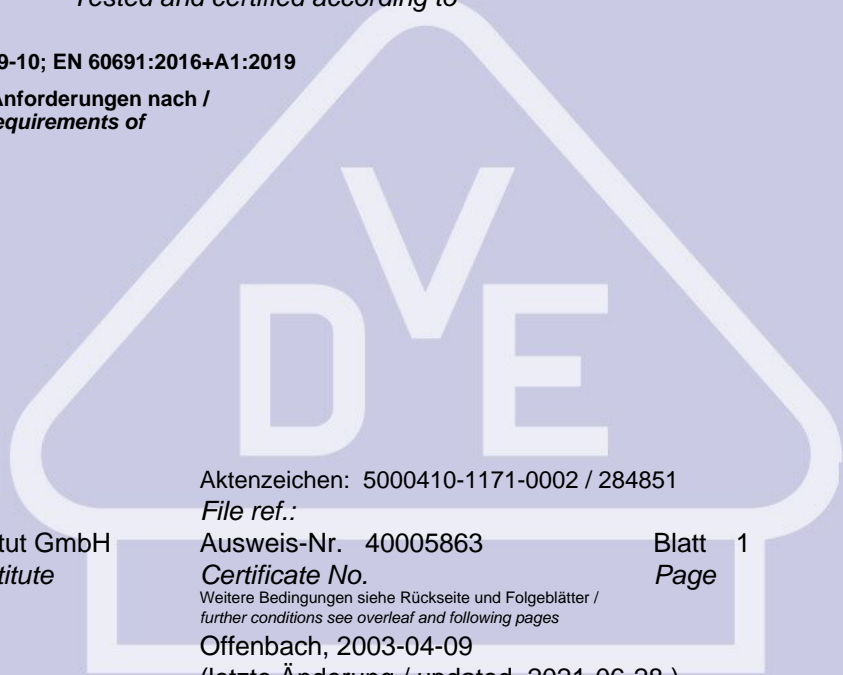 Tested and certified according to
9-10; EN 60691:2016+A1:2019
Anforderungen nach /
equirements of
VDE
Aktenzeichen: 5000410-1171-0002 / 284851
File ref.:
tut GmbH Ausweis-Nr. 40005863 Blatt 1
titute Certificate No. Page
Weitere Bedingungen siehe Rückseite und Folgeblätter /
further conditions see overleaf and following pages
Offenbach, 2003-04-09
(letzte Änderung / updated 2021-06-28 )